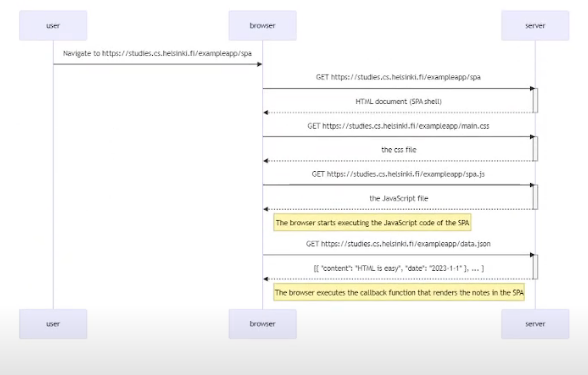 user browser server
Navigate to https://studies.cs.helsinki.fi/exampleapp/spa
GET https://studies.cs.helsinki.fi/exampleapp/spa
HTML document (SPA shell)
GET https://studies.cs.helsinki.fi/exampleapp/main.css
the css file
GET https://studies.cs.helsinki.fi/exampleapp/spa.js
the JavaScript file
The browser starts executing the JavaScript code of the SPA
GET https://studies.cs.helsinki.fi/exampleapp/data.json
[{ "content": "HTML is easy", "date": "2023-1-1" }, ... ]
The browser executes the callback function that renders the notes in the SPA
user browser server